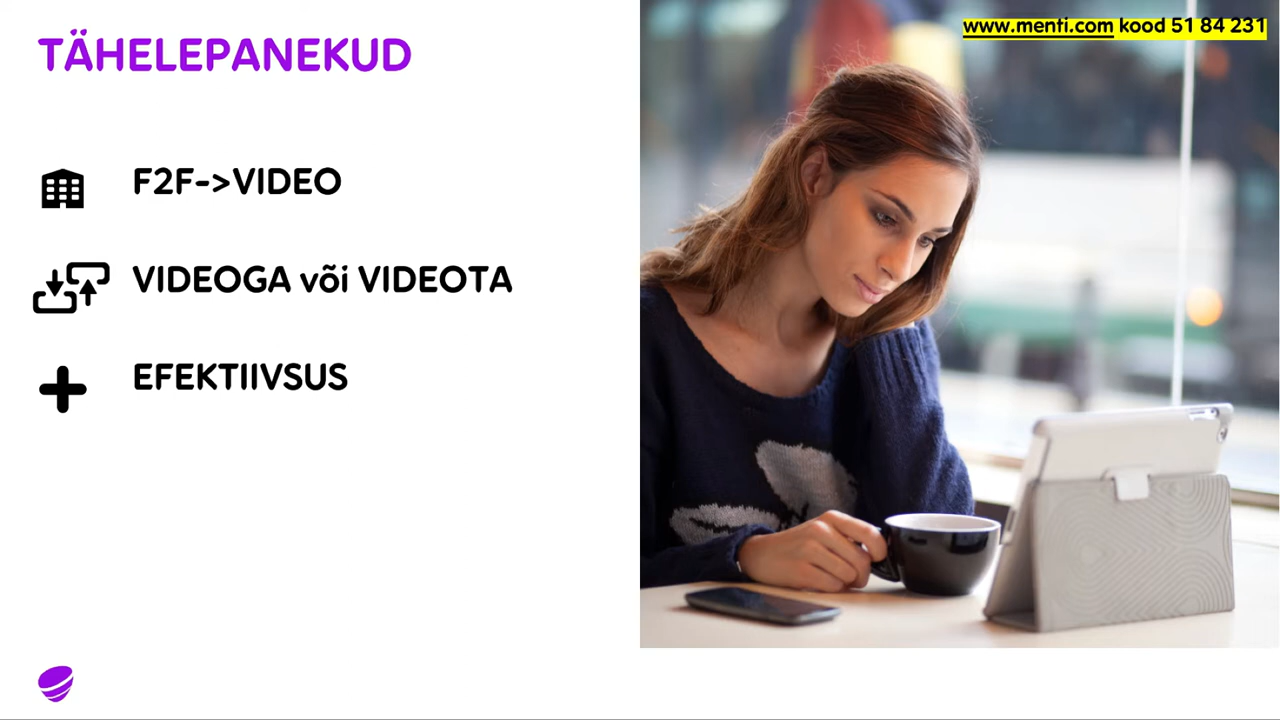 www.menti.com kood 51 84 231
TÄHELEPANEKUD
F2F->VIDEO
VIDEOGA või VIDEOTA
EFEKTIIVSUS